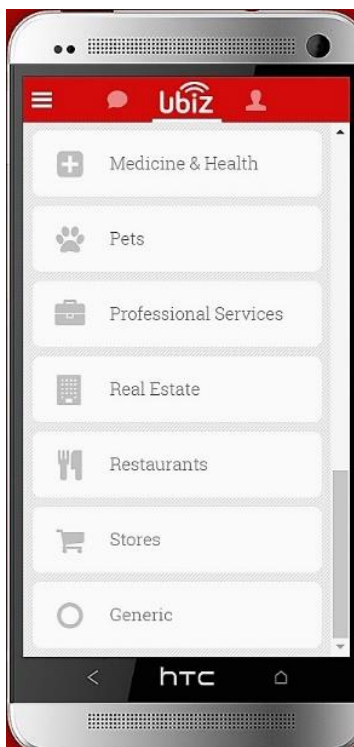 ubiz
Medicine & Health
Pets
Professional Services
Real Estate
Restaurants
Stores
Generic
hTC